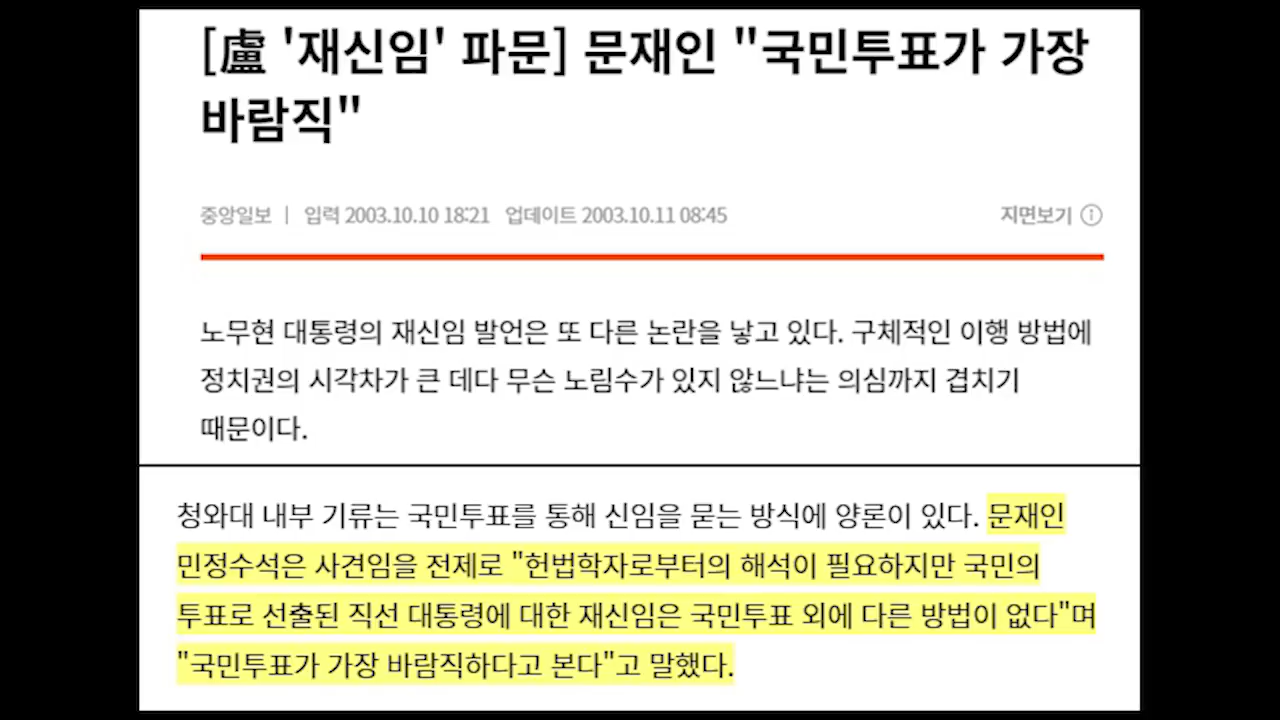 [盧 '재신임' 파문] 문재인 "국민투표가 가장
바람직"
중앙일보 | 입력 2003.10.10 18:21 업데이트 2003.10.11 08:45 지면보기 ⓘ
노무현 대통령의 재신임 발언은 또 다른 논란을 낳고 있다. 구체적인 이행 방법에
정치권의 시각차가 큰 데다 무슨 노림수가 있지 않느냐는 의심까지 겹치기
때문이다.
청와대 내부 기류는 국민투표를 통해 신임을 묻는 방식에 양론이 있다. 문재인
민정수석은 사견임을 전제로 "헌법학자로부터의 해석이 필요하지만 국민의
투표로 선출된 직선 대통령에 대한 재신임은 국민투표 외에 다른 방법이 없다"며
"국민투표가 가장 바람직하다고 본다"고 말했다.